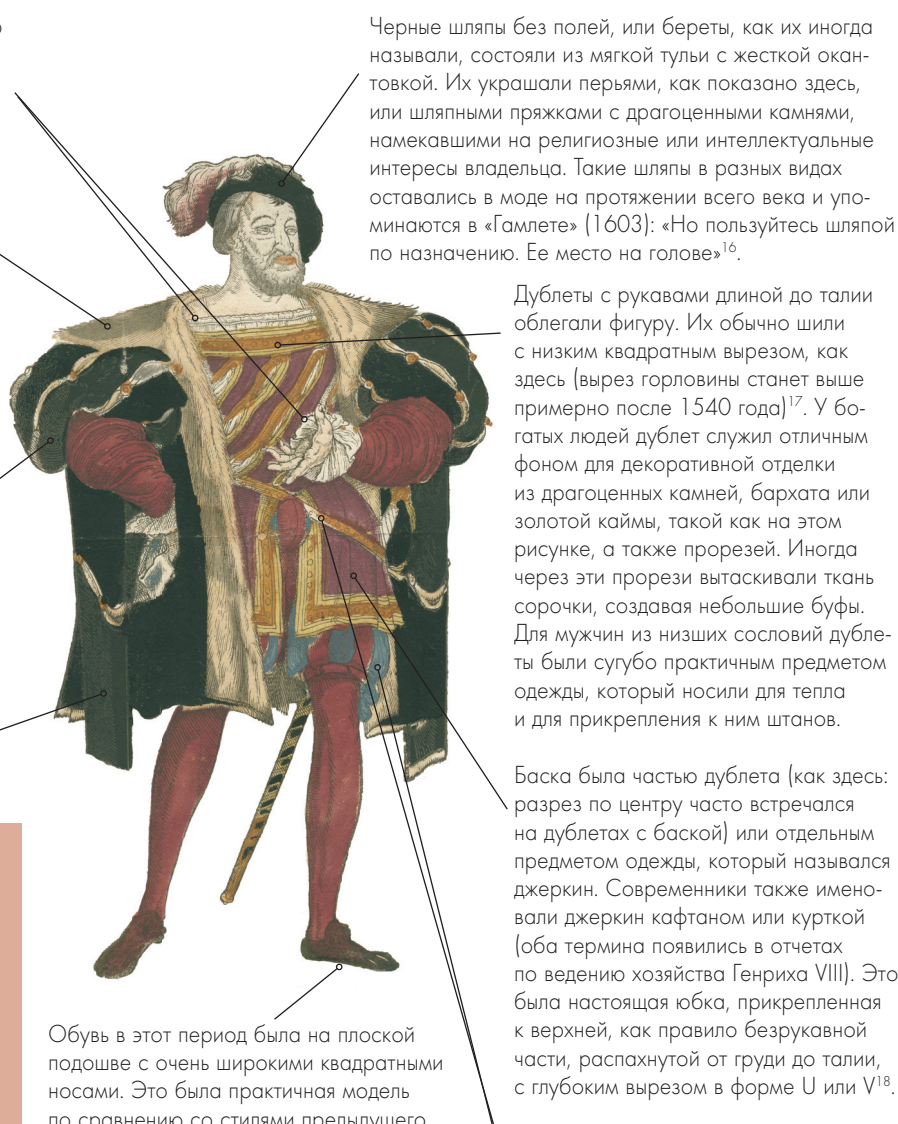 Черные шляпы без полей, или береты, как их иногда
называли, состояли из мягкой тульи с жесткой окан-
товкой. Их украшали перьями, как показано здесь,
или шляпными пряжками с драгоценными камнями,
намекавшими на религиозные или интеллектуальные
интересы владельца. Такие шляпы в разных видах
оставались в моде на протяжении всего века и упо-
минаются в «Гамлете» (1603): «Но пользуйтесь шляпой
по назначению. Ее место на голове»¹⁶.
Дублеты с рукавами длиной до талии
облегали фигуру. Их обычно шили
с низким квадратным вырезом, как
здесь (вырез горловины станет выше
примерно после 1540 года)¹⁷. У бо-
гатых людей дублет служил отличным
фоном для декоративной отделки
из драгоценных камней, бархата или
золотой каймы, такой как на этом
рисунке, а также прорезей. Иногда
через эти прорези вытаскивали ткань
сорочки, создавая небольшие буфы.
Для мужчин из низших сословий дубле-
ты были сугубо практичным предметом
одежды, который носили для тепла
и для прикрепления к ним штанов.
Баска была частью дублета (как здесь:
разрез по центру часто встречался
на дублетах с баской) или отдельным
предметом одежды, который назывался
джеркин. Современники также имено-
вали джеркин кафтаном или курткой
(оба термина появились в отчетах
по ведению хозяйства Генриха VIII). Это
была настоящая юбка, прикрепленная
к верхней, как правило безрукавной
части, распахнутой от груди до талии,
с глубоким вырезом в форме U или V¹⁸.
Обувь в этот период была на плоской
подошве с очень широкими квадратными
носами. Это была практичная модель
по сравнению со стилями предыдущего